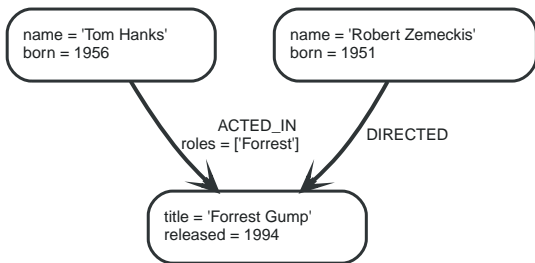 name = 'Tom Hanks'
born = 1956
name = 'Robert Zemeckis'
born = 1951
ACTED_IN
roles = ['Forrest']
DIRECTED
title = 'Forrest Gump'
released = 1994